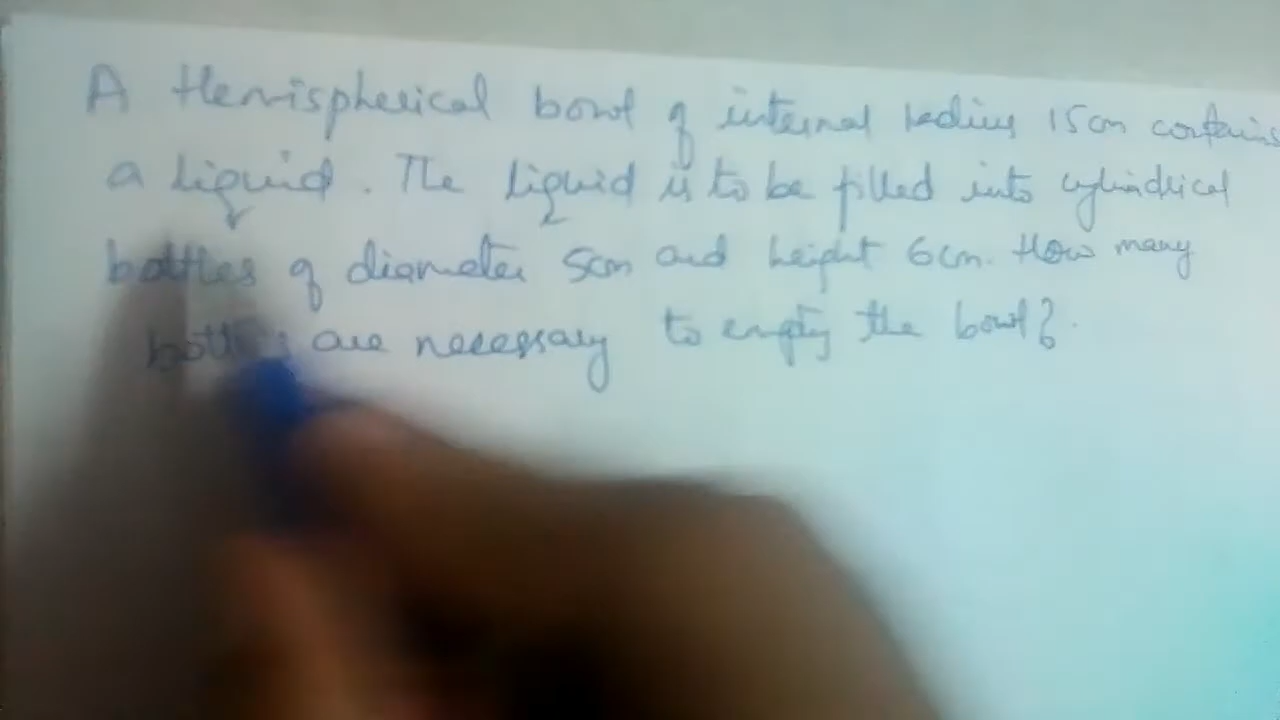 A Hemispherical bowl of internal radius 15cm contains
a liquid. The liquid is to be filled into cylindrical
bottles of diameter 5cm and height 6cm. How many
bottles are necessary to empty the bowl?